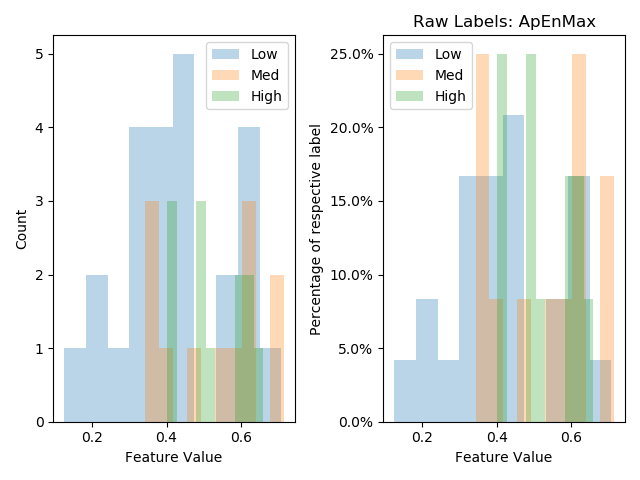 Raw Labels: ApEnMax
Count
5
4
3
2
1
0
Low
Med
High
0.2 0.4 0.6
Feature Value
Percentage of respective label
25.0%
20.0%
15.0%
10.0%
5.0%
0.0%
Low
Med
High
0.2 0.4 0.6
Feature Value